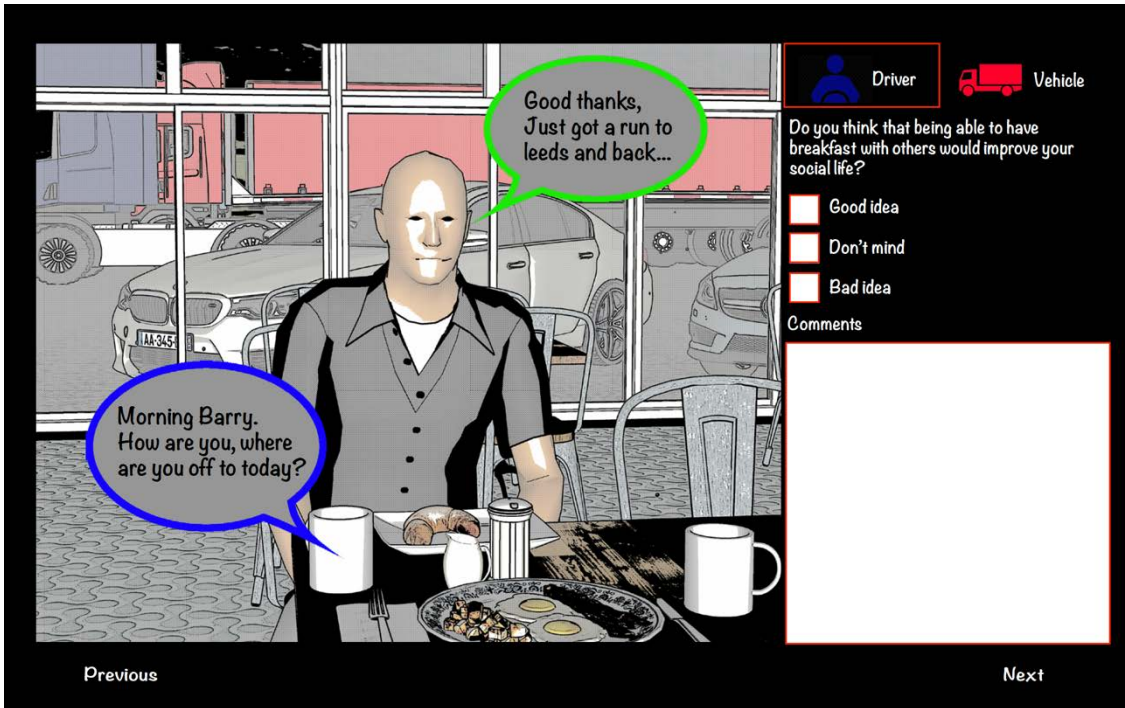 Good thanks,
Just got a run to
leeds and back...
Morning Barry.
How are you, where
are you off to today?
AA-345
Driver
Vehicle
Do you think that being able to have
breakfast with others would improve your
social life?
Good idea
Don't mind
Bad idea
Comments
Previous
Next